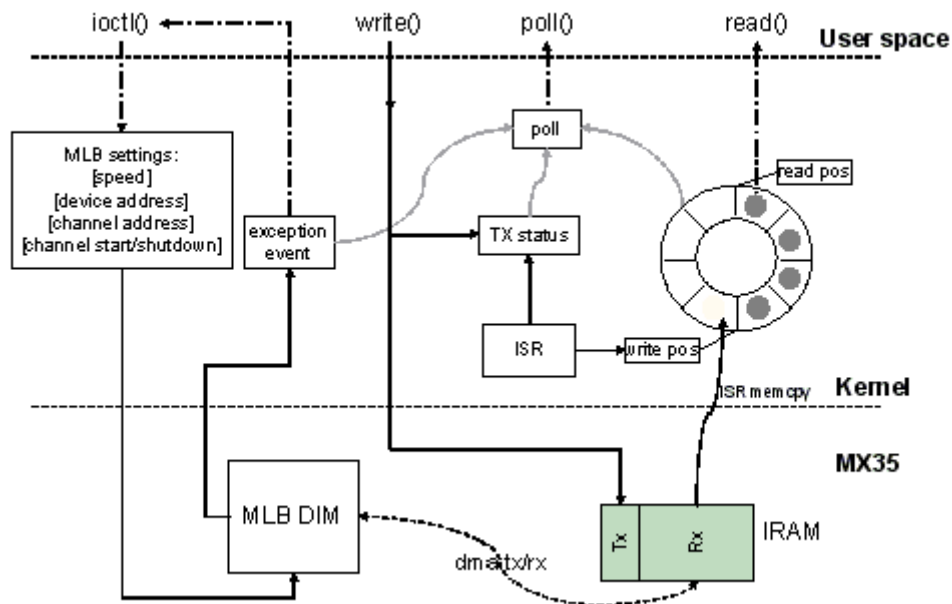 ioctl()
write()
poll()
read()
User space
MLB settings:
[speed]
[device address]
[channel address]
[channel start/shutdown]
exception
event
poll
TX status
read pos
ISR
write pos
ISR memcpy
Kernel
MX35
MLB DIM
dma tx/rx
Tx
Rx
IRAM